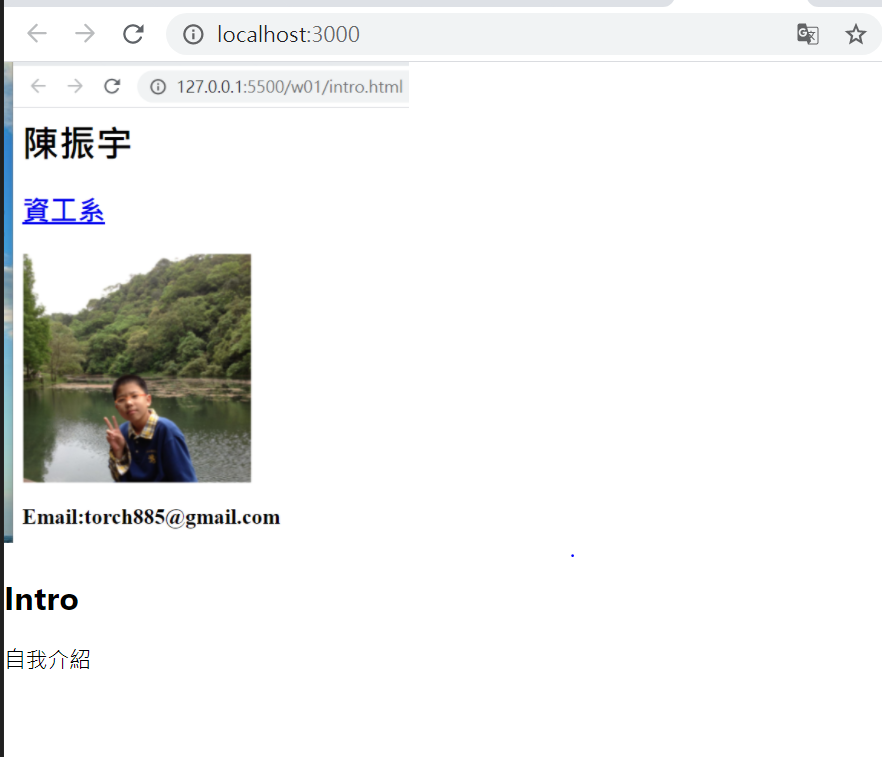 localhost:3000
127.0.0.1:5500/w01/intro.html
陳振宇
資工系
Email:torch885@gmail.com
Intro
自我介紹